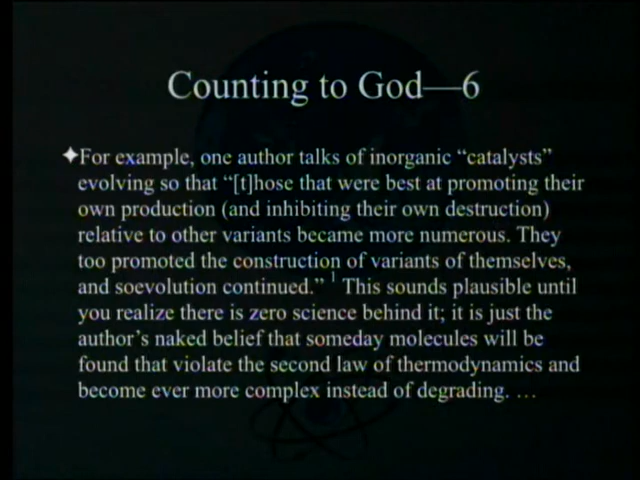 Counting to God—6
✦For example, one author talks of inorganic “catalysts”
evolving so that “[t]hose that were best at promoting their
own production (and inhibiting their own destruction)
relative to other variants became more numerous. They
too promoted the construction of variants of themselves,
and soevolution continued.” 1 This sounds plausible until
you realize there is zero science behind it; it is just the
author’s naked belief that someday molecules will be
found that violate the second law of thermodynamics and
become ever more complex instead of degrading. …